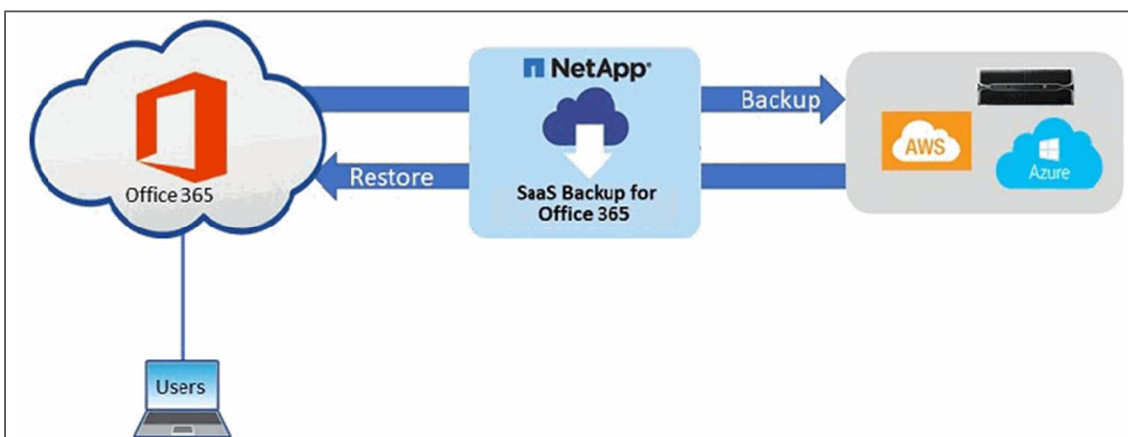 Office 365
Users
Restore
NetApp®
SaaS Backup for
Office 365
Backup
AWS
Azure